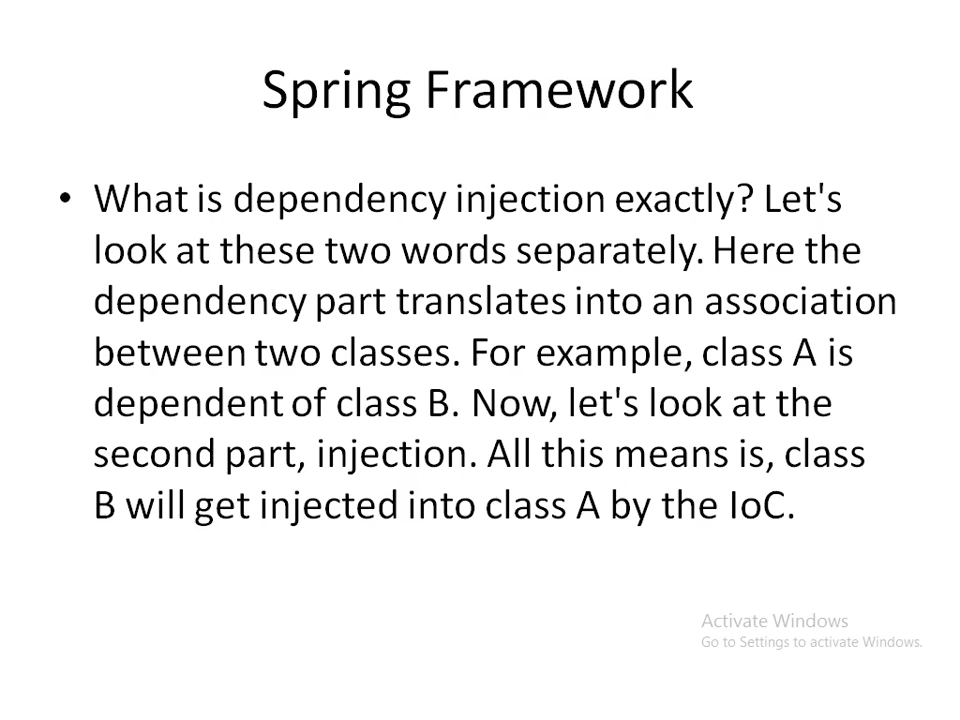 Spring Framework
• What is dependency injection exactly? Let's
look at these two words separately. Here the
dependency part translates into an association
between two classes. For example, class A is
dependent of class B. Now, let's look at the
second part, injection. All this means is, class
B will get injected into class A by the IoC.
Activate Windows
Go to Settings to activate Windows.